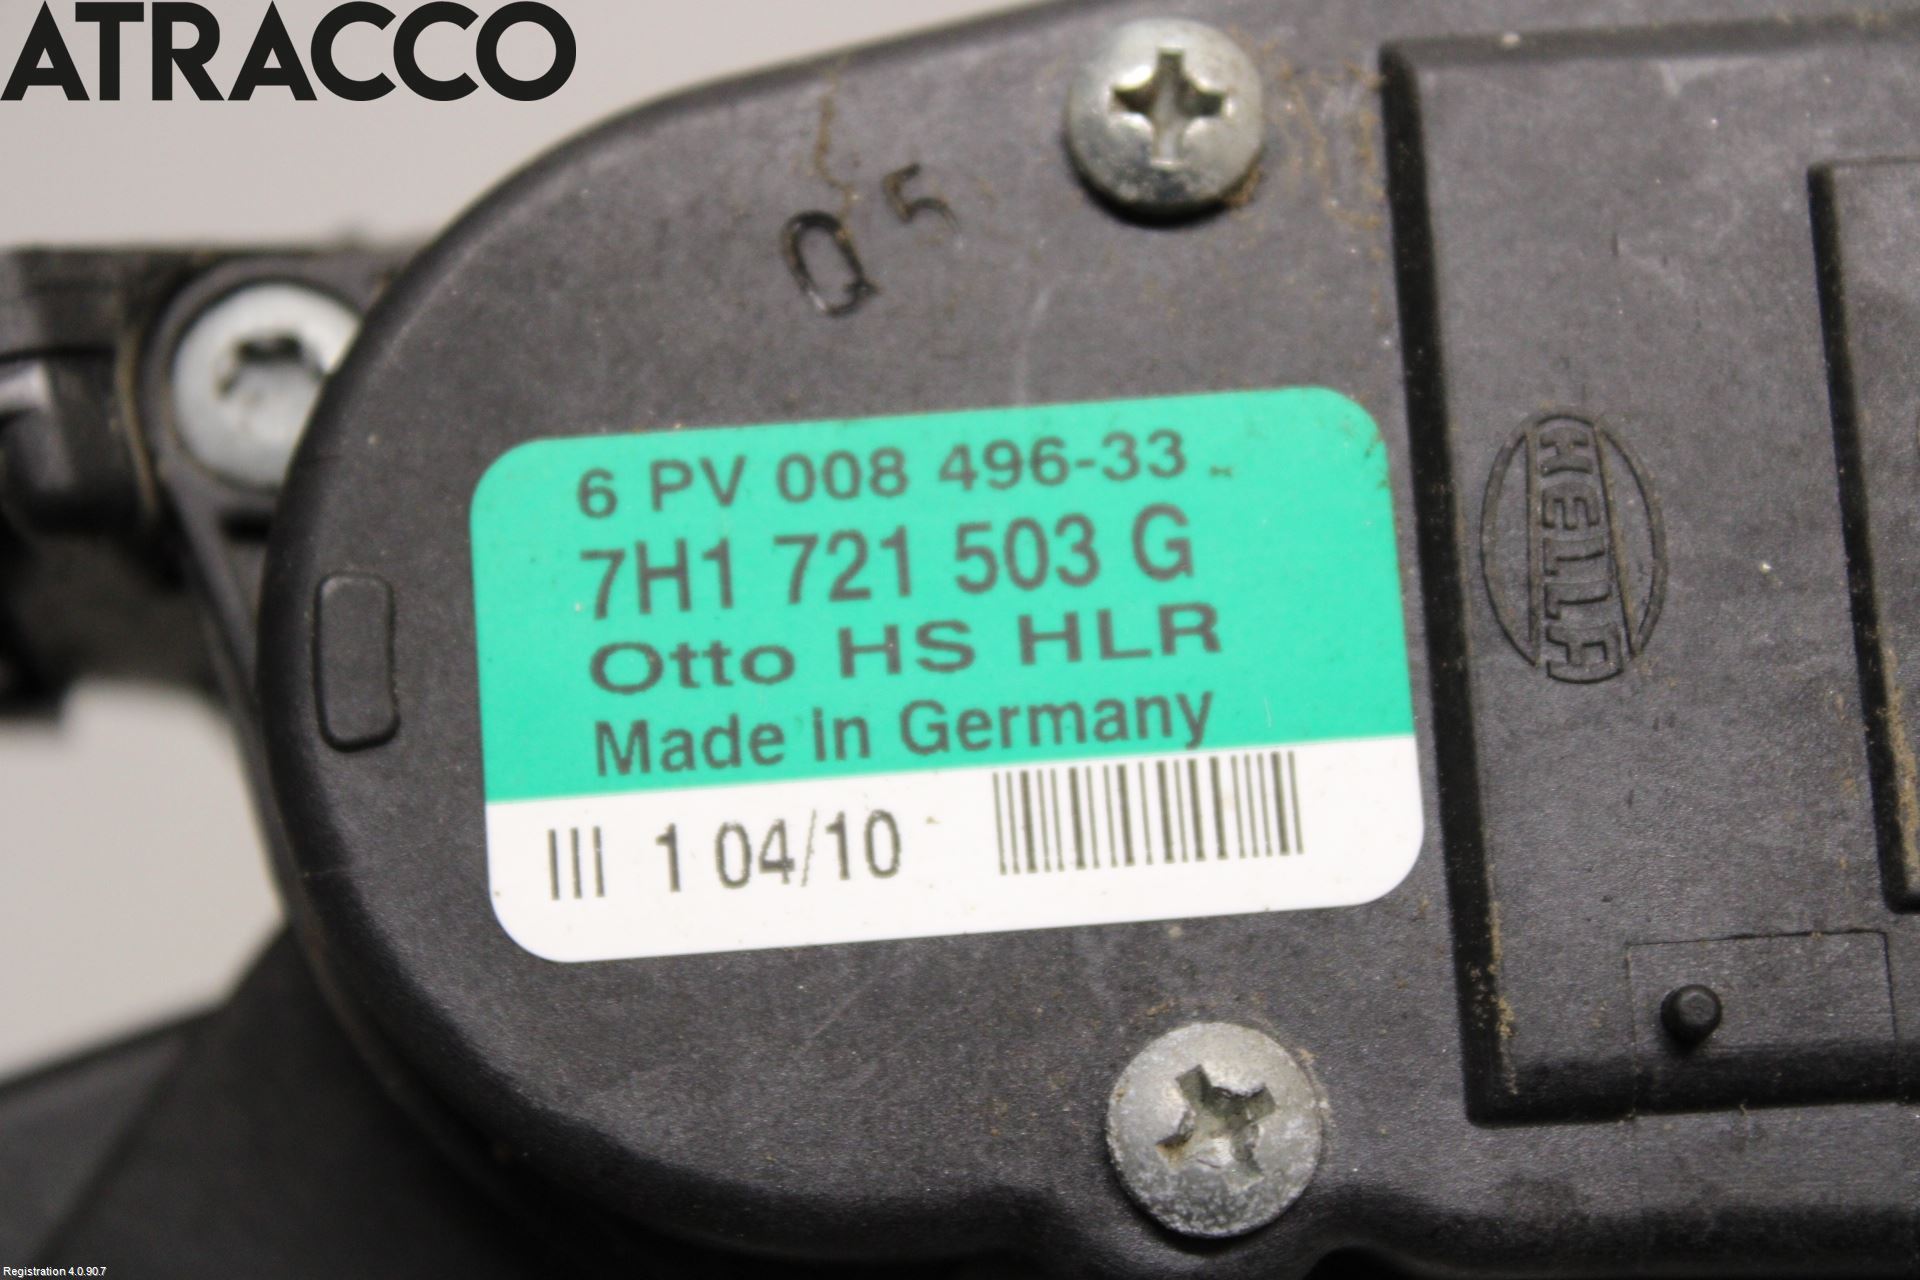 ATRACCO
Q 5
6 PV 008 496-33
7H1 721 503 G
Otto HS HLR
Made in Germany
III 1 04/10
HELLA
Registration 4.0.90.7